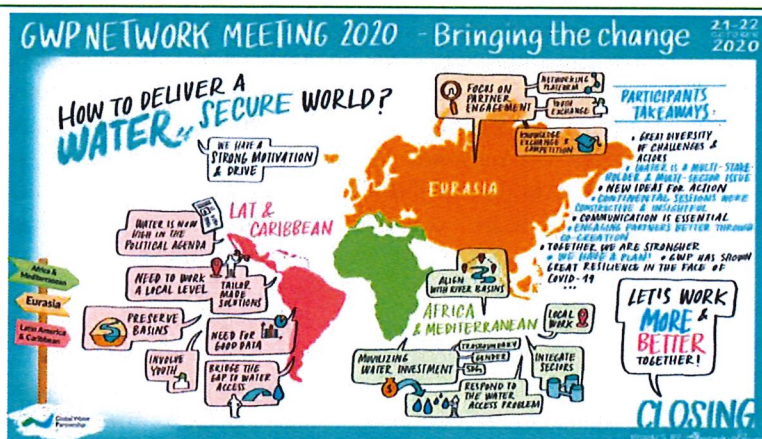 GWP NETWORK MEETING 2020 - Bringing the change
21-22
OCTOBER
2020
HOW TO DELIVER A
WATER SECURE WORLD?
WE HAVE A
STRONG MOTIVATION
& DRIVE
FOCUS ON
PARTNER
ENGAGEMENT
NETWORKING
PLATFORM
YOUTH
EXCHANGE
KNOWLEDGE
EXCHANGE &
COMPETITION
EURASIA
PARTICIPANTS
TAKEAWAYS:
• GREAT DIVERSITY
OF CHALLENGES &
ACTORS
• WATER IS A MULTI-STAKE-
HOLDER & MULTI-SECTOR ISSUE
• NEW IDEAS FOR ACTION
• CONTINENTAL SESSIONS WERE
CONSTRUCTIVE & INSIGHTFUL
• COMMUNICATION IS ESSENTIAL
• ENGAGING PARTNERS BETTER THROUGH
CO-CREATION
• TOGETHER WE ARE STRONGHER
• WE HAVE A PLAN! • GWP HAS SHOWN
GREAT RESILIENCE IN THE FACE OF
COVID-19
...
LAT &
CARIBBEAN
WATER IS NOW
HIGH IN THE
POLITICAL AGENDA
NEED TO WORK
A LOCAL LEVEL
TAILOR
MADE
SOLUTIONS
PRESERVE
BASINS
NEED FOR
GOOD DATA
INVOLVE
YOUTH
BRIDGE THE
GAP TO WATER
ACCESS
Africa &
Mediterranean
Eurasia
Latin America
& Caribbean
ALIGN
WITH RIVER BASINS
AFRICA
& MEDITERRANEAN
LOCAL
WORK
MOVILIZING
WATER INVESTMENT
TRANSBOUNDARY
GENDER
SDGs
INTEGATE
SECTORS
RESPOND TO
THE WATER
ACCESS PROBLEM
LET'S WORK
MORE &
BETTER
TOGETHER!
CLOSING
Global Water
Partnership